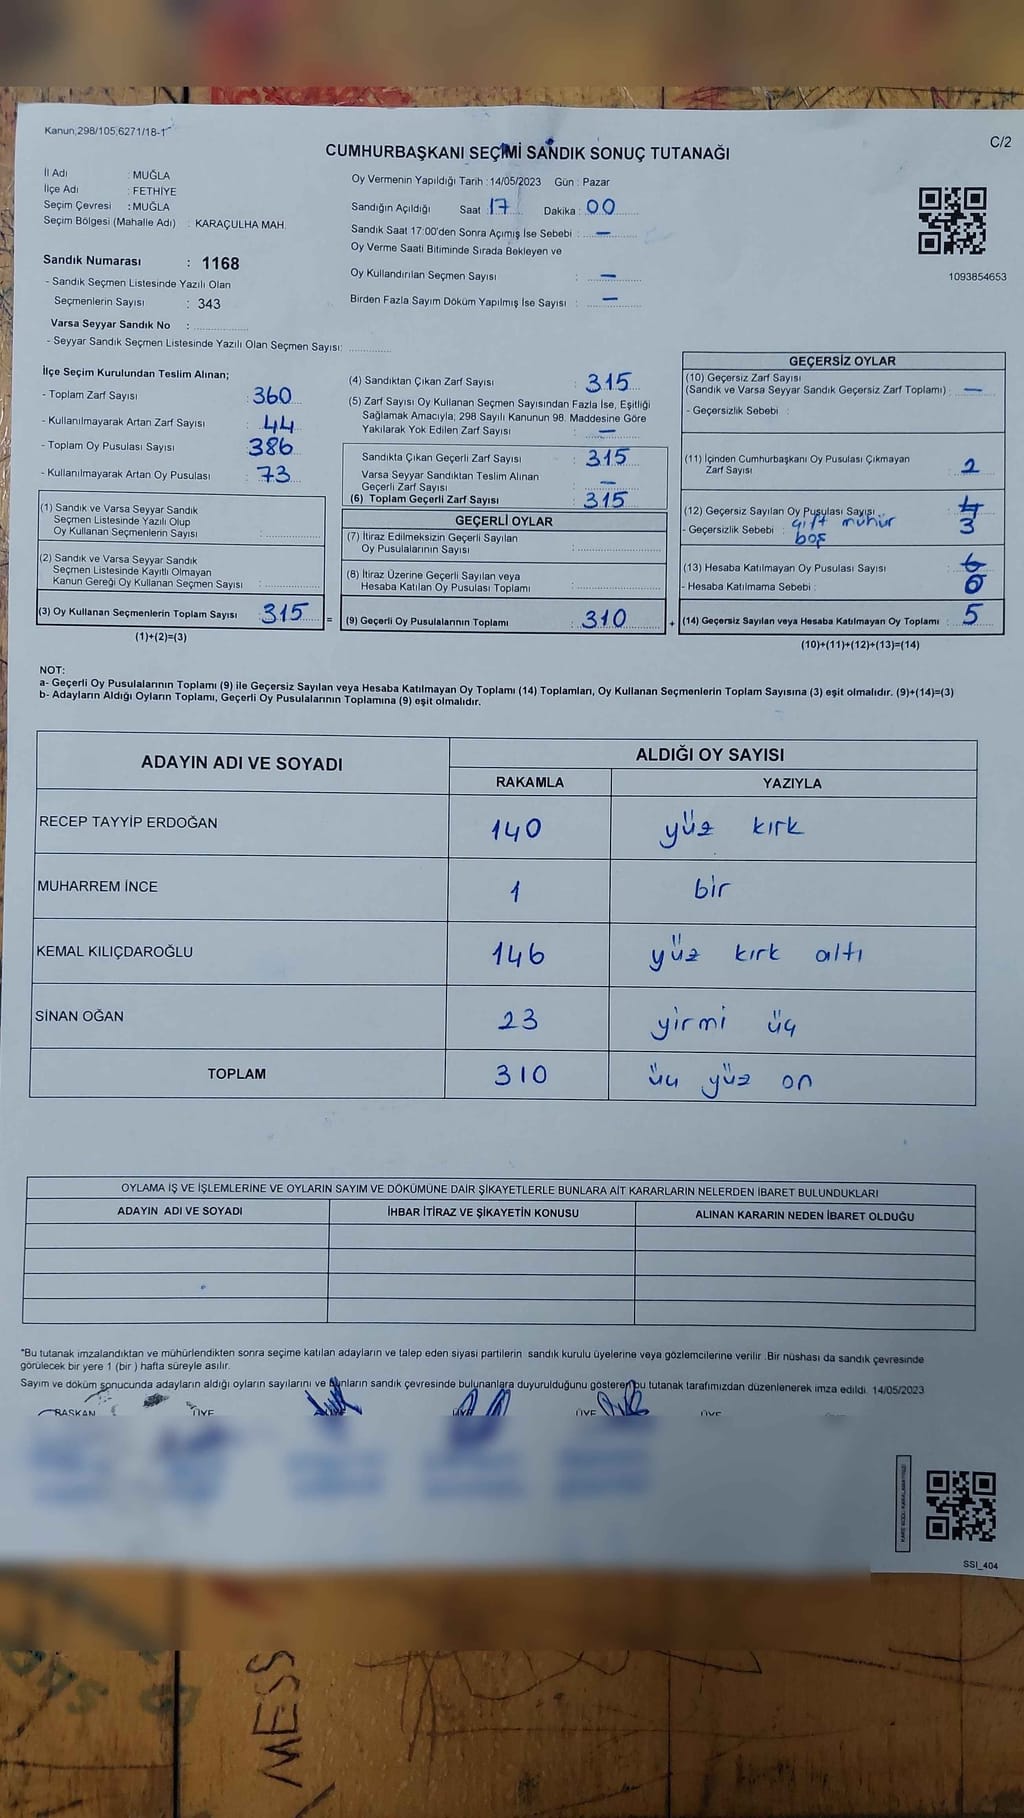 Kanun,298/105,6271/18-1
C/2
CUMHURBAŞKANI SEÇİMİ SANDIK SONUÇ TUTANAĞI
İl Adı : MUĞLA
İlçe Adı : FETHİYE
Seçim Çevresi : MUĞLA
Seçim Bölgesi (Mahalle Adı) : KARAÇULHA MAH.
Sandık Numarası : 1168
- Sandık Seçmen Listesinde Yazılı Olan
Seçmenlerin Sayısı : 343
Varsa Seyyar Sandık No :
- Seyyar Sandık Seçmen Listesinde Yazılı Olan Seçmen Sayısı:
Oy Vermenin Yapıldığı Tarih : 14/05/2023 Gün : Pazar
Sandığın Açıldığı Saat 17 Dakika : 00
Sandık Saat 17:00'den Sonra Açımış İse Sebebi : —
Oy Verme Saati Bitiminde Sırada Bekleyen ve
Oy Kullandırılan Seçmen Sayısı : —
Birden Fazla Sayım Döküm Yapılmış İse Sayısı : —
1093854653
İlçe Seçim Kurulundan Teslim Alınan;
- Toplam Zarf Sayısı : 360
- Kullanılmayarak Artan Zarf Sayısı : 44
- Toplam Oy Pusulası Sayısı : 386
- Kullanılmayarak Artan Oy Pusulası : 73
(1) Sandık ve Varsa Seyyar Sandık
Seçmen Listesinde Yazılı Olup
Oy Kullanan Seçmenlerin Sayısı :
(2) Sandık ve Varsa Seyyar Sandık
Seçmen Listesinde Kayıtlı Olmayan
Kanun Gereği Oy Kullanan Seçmen Sayısı :
(3) Oy Kullanan Seçmenlerin Toplam Sayısı : 315 =
(1)+(2)=(3)
(4) Sandıktan Çıkan Zarf Sayısı : 315
(5) Zarf Sayısı Oy Kullanan Seçmen Sayısından Fazla İse, Eşitliği
Sağlamak Amacıyla, 298 Sayılı Kanunun 98. Maddesine Göre
Yakılarak Yok Edilen Zarf Sayısı : —
Sandıkta Çıkan Geçerli Zarf Sayısı : 315
Varsa Seyyar Sandıktan Teslim Alınan
Geçerli Zarf Sayısı : —
(6) Toplam Geçerli Zarf Sayısı : 315
GEÇERLİ OYLAR
(7) İtiraz Edilmeksizin Geçerli Sayılan
Oy Pusulalarının Sayısı :
(8) İtiraz Üzerine Geçerli Sayılan veya
Hesaba Katılan Oy Pusulası Toplamı :
(9) Geçerli Oy Pusulalarının Toplamı : 310 +
GEÇERSİZ OYLAR
(10) Geçersiz Zarf Sayısı
(Sandık ve Varsa Seyyar Sandık Geçersiz Zarf Toplamı) : —
- Geçersizlik Sebebi :
(11) İçinden Cumhurbaşkanı Oy Pusulası Çıkmayan
Zarf Sayısı : 2
(12) Geçersiz Sayılan Oy Pusulası Sayısı : 4
- Geçersizlik Sebebi : çift mühür 3
boş
(13) Hesaba Katılmayan Oy Pusulası Sayısı : 6
- Hesaba Katılmama Sebebi : 0
(14) Geçersiz Sayılan veya Hesaba Katılmayan Oy Toplamı : 5
(10)+(11)+(12)+(13)=(14)
NOT:
a- Geçerli Oy Pusulalarının Toplamı (9) ile Geçersiz Sayılan veya Hesaba Katılmayan Oy Toplamı (14) Toplamları, Oy Kullanan Seçmenlerin Toplam Sayısına (3) eşit olmalıdır. (9)+(14)=(3)
b- Adayların Aldığı Oyların Toplamı, Geçerli Oy Pusulalarının Toplamına (9) eşit olmalıdır.
ADAYIN ADI VE SOYADI ALDIĞI OY SAYISI
RAKAMLA YAZIYLA
RECEP TAYYİP ERDOĞAN 140 yüz kırk
MUHARREM İNCE 1 bir
KEMAL KILIÇDAROĞLU 146 yüz kırk altı
SİNAN OĞAN 23 yirmi üç
TOPLAM 310 üç yüz on
OYLAMA İŞ VE İŞLEMLERİNE VE OYLARIN SAYIM VE DÖKÜMÜNE DAİR ŞİKAYETLERLE BUNLARA AİT KARARLARIN NELERDEN İBARET BULUNDUKLARI
ADAYIN ADI VE SOYADI İHBAR İTİRAZ VE ŞİKAYETİN KONUSU ALINAN KARARIN NEDEN İBARET OLDUĞU
"Bu tutanak imzalandıktan ve mühürlendikten sonra seçime katılan adayların ve talep eden siyasi partilerin sandık kurulu üyelerine veya gözlemcilerine verilir .Bir nüshası da sandık çevresinde
görülecek bir yere 1 (bir ) hafta süreyle asılır.
Sayım ve döküm sonucunda adayların aldığı oyların sayılarını ve bunların sandık çevresinde bulunanlara duyurulduğunu gösteren bu tutanak tarafımızdan düzenlenerek imza edildi. 14/05/2023
BAŞKAN ÜYE ÜYE ÜYE ÜYE
SSI_404
MESS